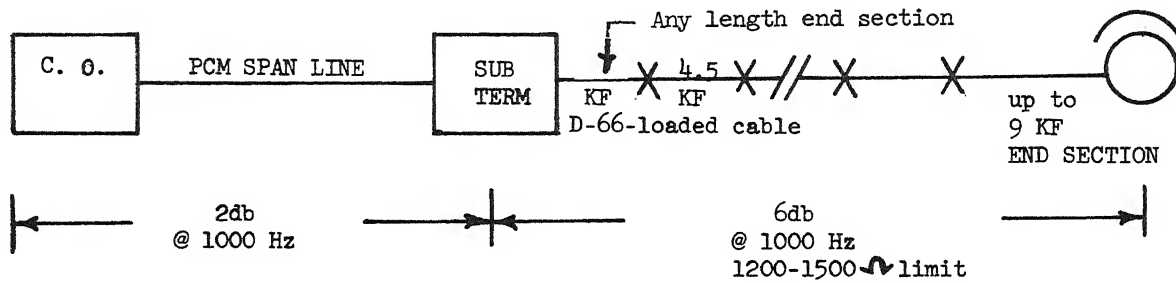 Any length end section
C. O.
PCM SPAN LINE
SUB
TERM
KF
4.5
KF
D-66-loaded cable
up to
9 KF
END SECTION
2db
@ 1000 Hz
6db
@ 1000 Hz
1200-1500 Ω limit